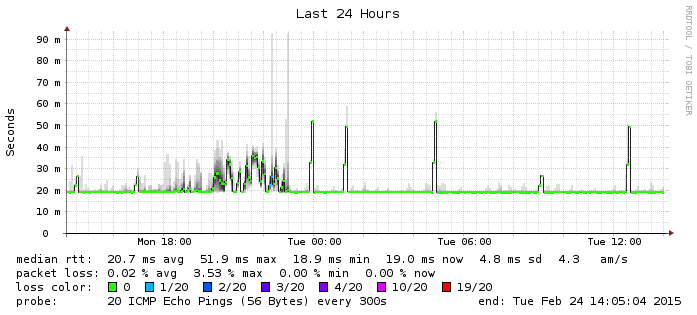 Last 24 Hours
RRDTOOL / TOBI OETIKER
90 m
80 m
70 m
60 m
50 m
40 m
30 m
20 m
10 m
0
Seconds
Mon 18:00 Tue 00:00 Tue 06:00 Tue 12:00
median rtt: 20.7 ms avg 51.9 ms max 18.9 ms min 19.0 ms now 4.8 ms sd 4.3 am/s
packet loss: 0.02 % avg 3.53 % max 0.00 % min 0.00 % now
loss color: 0 1/20 2/20 3/20 4/20 10/20 19/20
probe: 20 ICMP Echo Pings (56 Bytes) every 300s end: Tue Feb 24 14:05:04 2015